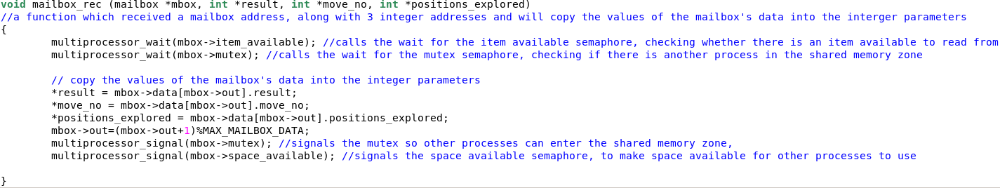 void mailbox_rec (mailbox *mbox, int *result, int *move_no, int *positions_explored)
//a function which received a mailbox address, along with 3 integer addresses and will copy the values of the mailbox's data into the interger parameters
{
        multiprocessor_wait(mbox->item_available); //calls the wait for the item available semaphore, checking whether there is an item available to read from
        multiprocessor_wait(mbox->mutex); //calls the wait for the mutex semaphore, checking if there is another process in the shared memory zone

        // copy the values of the mailbox's data into the integer parameters
        *result = mbox->data[mbox->out].result;
        *move_no = mbox->data[mbox->out].move_no;
        *positions_explored = mbox->data[mbox->out].positions_explored;
        mbox->out=(mbox->out+1)%MAX_MAILBOX_DATA;
        multiprocessor_signal(mbox->mutex); //signals the mutex so other processes can enter the shared memory zone,
        multiprocessor_signal(mbox->space_available); //signals the space available semaphore, to make space available for other processes to use

}